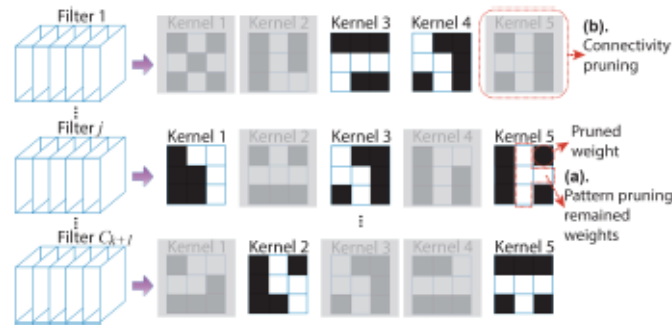 Filter 1
Kernel 1
Kernel 2
Kernel 3
Kernel 4
Kernel 5
(b).
Connectivity
pruning
...
Filter j
Kernel 1
Kernel 2
Kernel 3
Kernel 4
Kernel 5
Pruned
weight
(a).
Pattern pruning
remained
weights
...
...
Filter Ck+1
Kernel 1
Kernel 2
Kernel 3
Kernel 4
Kernel 5